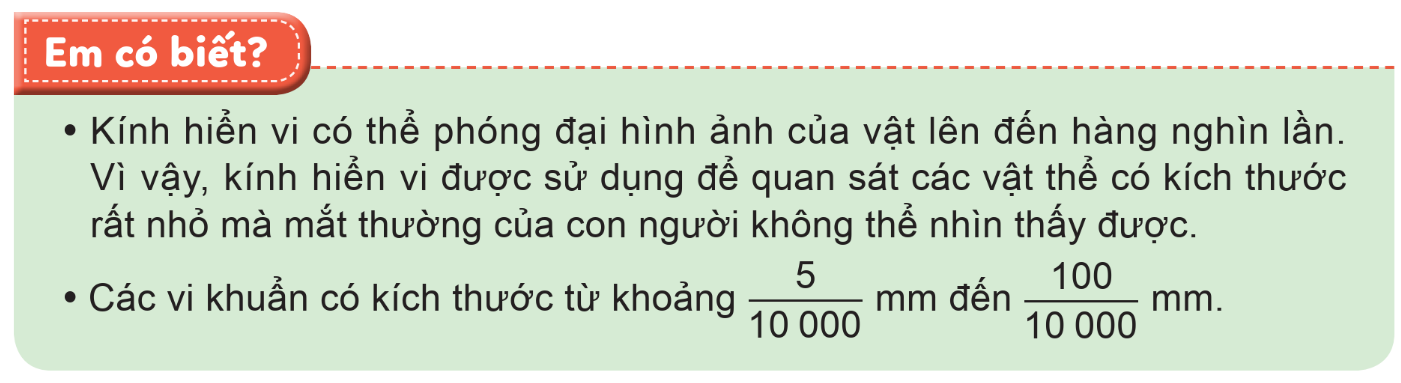 Em có biết?
• Kính hiển vi có thể phóng đại hình ảnh của vật lên đến hàng nghìn lần.
Vì vậy, kính hiển vi được sử dụng để quan sát các vật thể có kích thước
rất nhỏ mà mắt thường của con người không thể nhìn thấy được.
• Các vi khuẩn có kích thước từ khoảng 5/10 000 mm đến 100/10 000 mm.